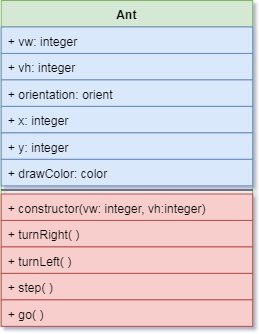 Ant
+ vw: integer
+ vh: integer
+ orientation: orient
+ x: integer
+ y: integer
+ drawColor: color
+ constructor(vw: integer, vh:integer)
+ turnRight( )
+ turnLeft( )
+ step( )
+ go( )